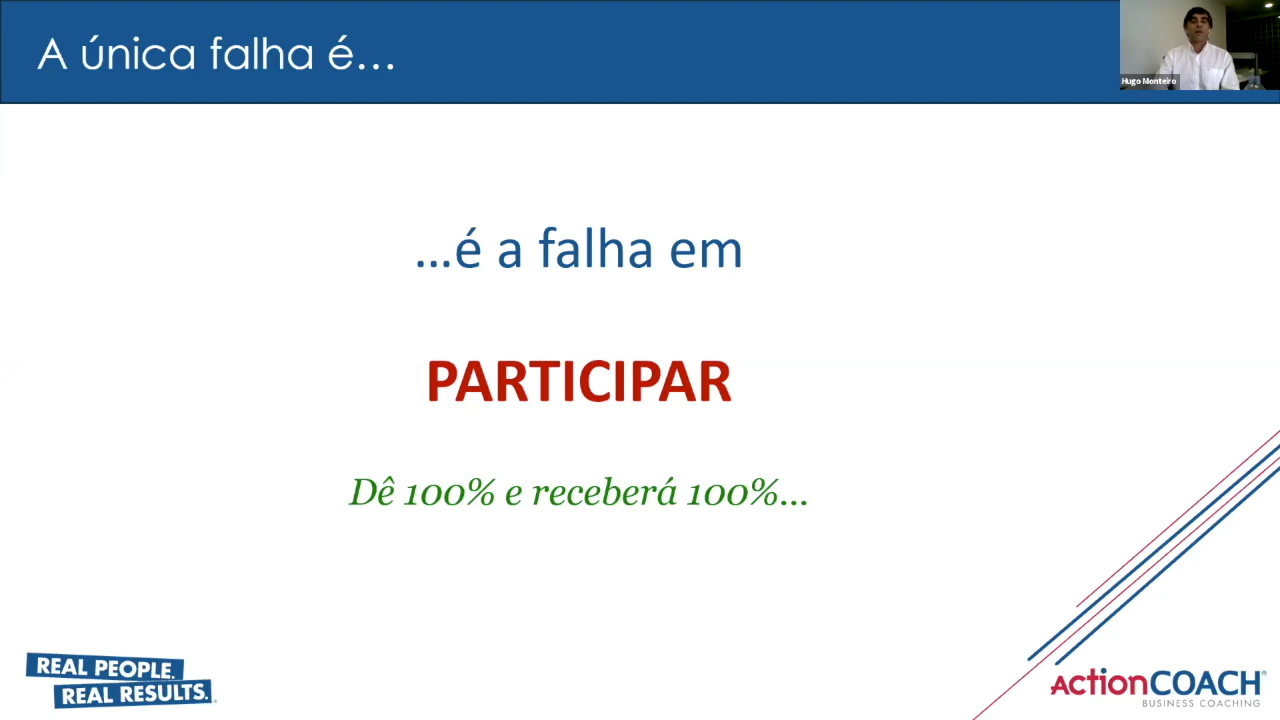 A única falha é...
Hugo Monteiro
...é a falha em
PARTICIPAR
Dê 100% e receberá 100%...
REAL PEOPLE.
REAL RESULTS.
ActionCOACH®
BUSINESS COACHING